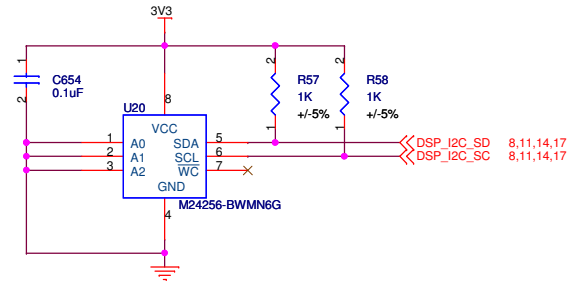 3V3
1
C654
0.1uF
2
2
R57
1K
+/-5%
1
2
R58
1K
+/-5%
1
U20
8
VCC
1 A0 SDA 5 DSP_I2C_SD 8,11,14,17
2 A1 SCL 6 DSP_I2C_SC 8,11,14,17
3 A2 WC 7
GND
4
M24256-BWMN6G